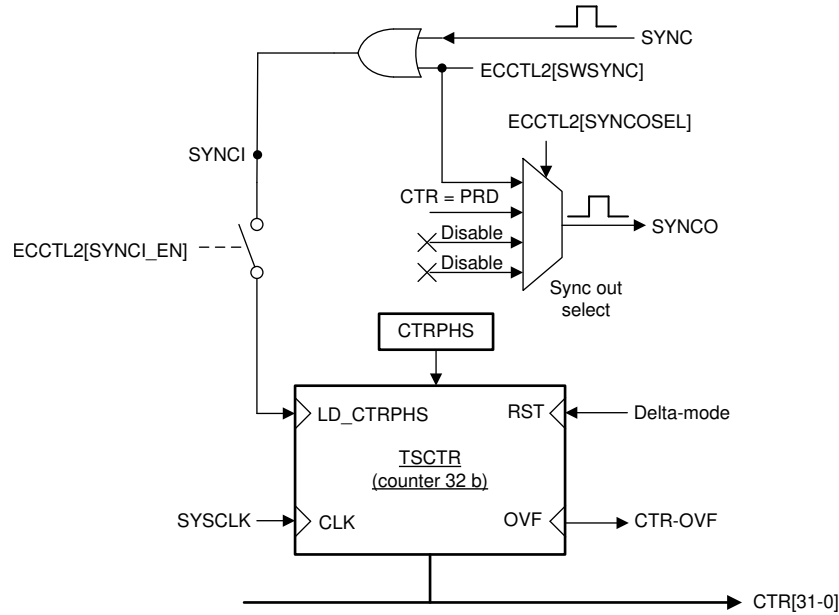 SYNC
ECCTL2[SWSYNC]
ECCTL2[SYNCOSEL]
SYNCI
CTR = PRD
SYNCO
Disable
ECCTL2[SYNCI_EN]
Disable
Sync out
select
CTRPHS
LD_CTRPHS
RST
Delta-mode
TSCTR
(counter 32 b)
SYSCLK
CLK
OVF
CTR-OVF
CTR[31-0]